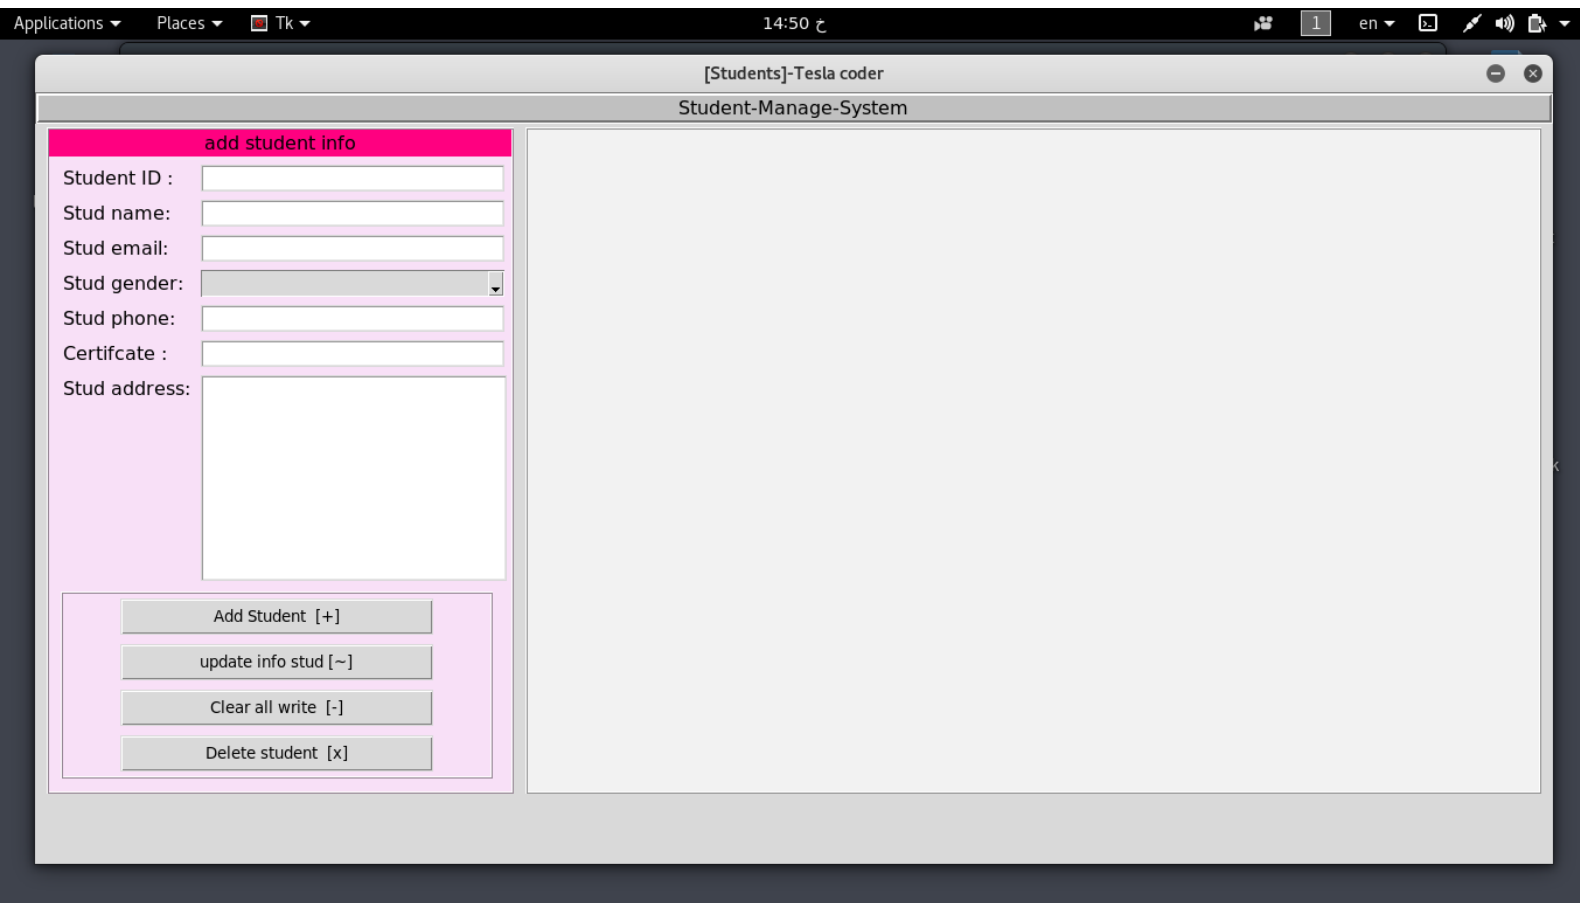 Applications Places Tk 14:50 خ 1 en
[Students]-Tesla coder
Student-Manage-System
add student info
Student ID :
Stud name:
Stud email:
Stud gender:
Stud phone:
Certifcate :
Stud address:
Add Student [+]
update info stud [~]
Clear all write [-]
Delete student [x]